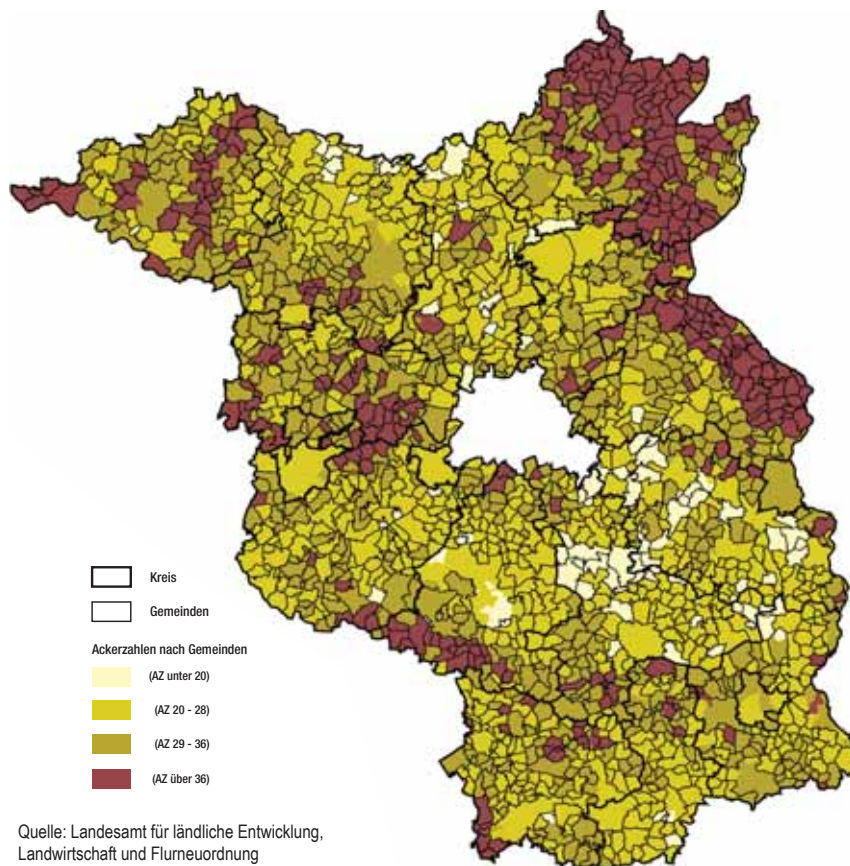 Kreis
Gemeinden
Ackerzahlen nach Gemeinden
(AZ unter 20)
(AZ 20 - 28)
(AZ 29 - 36)
(AZ über 36)
Quelle: Landesamt für ländliche Entwicklung,
Landwirtschaft und Flurneuordnung